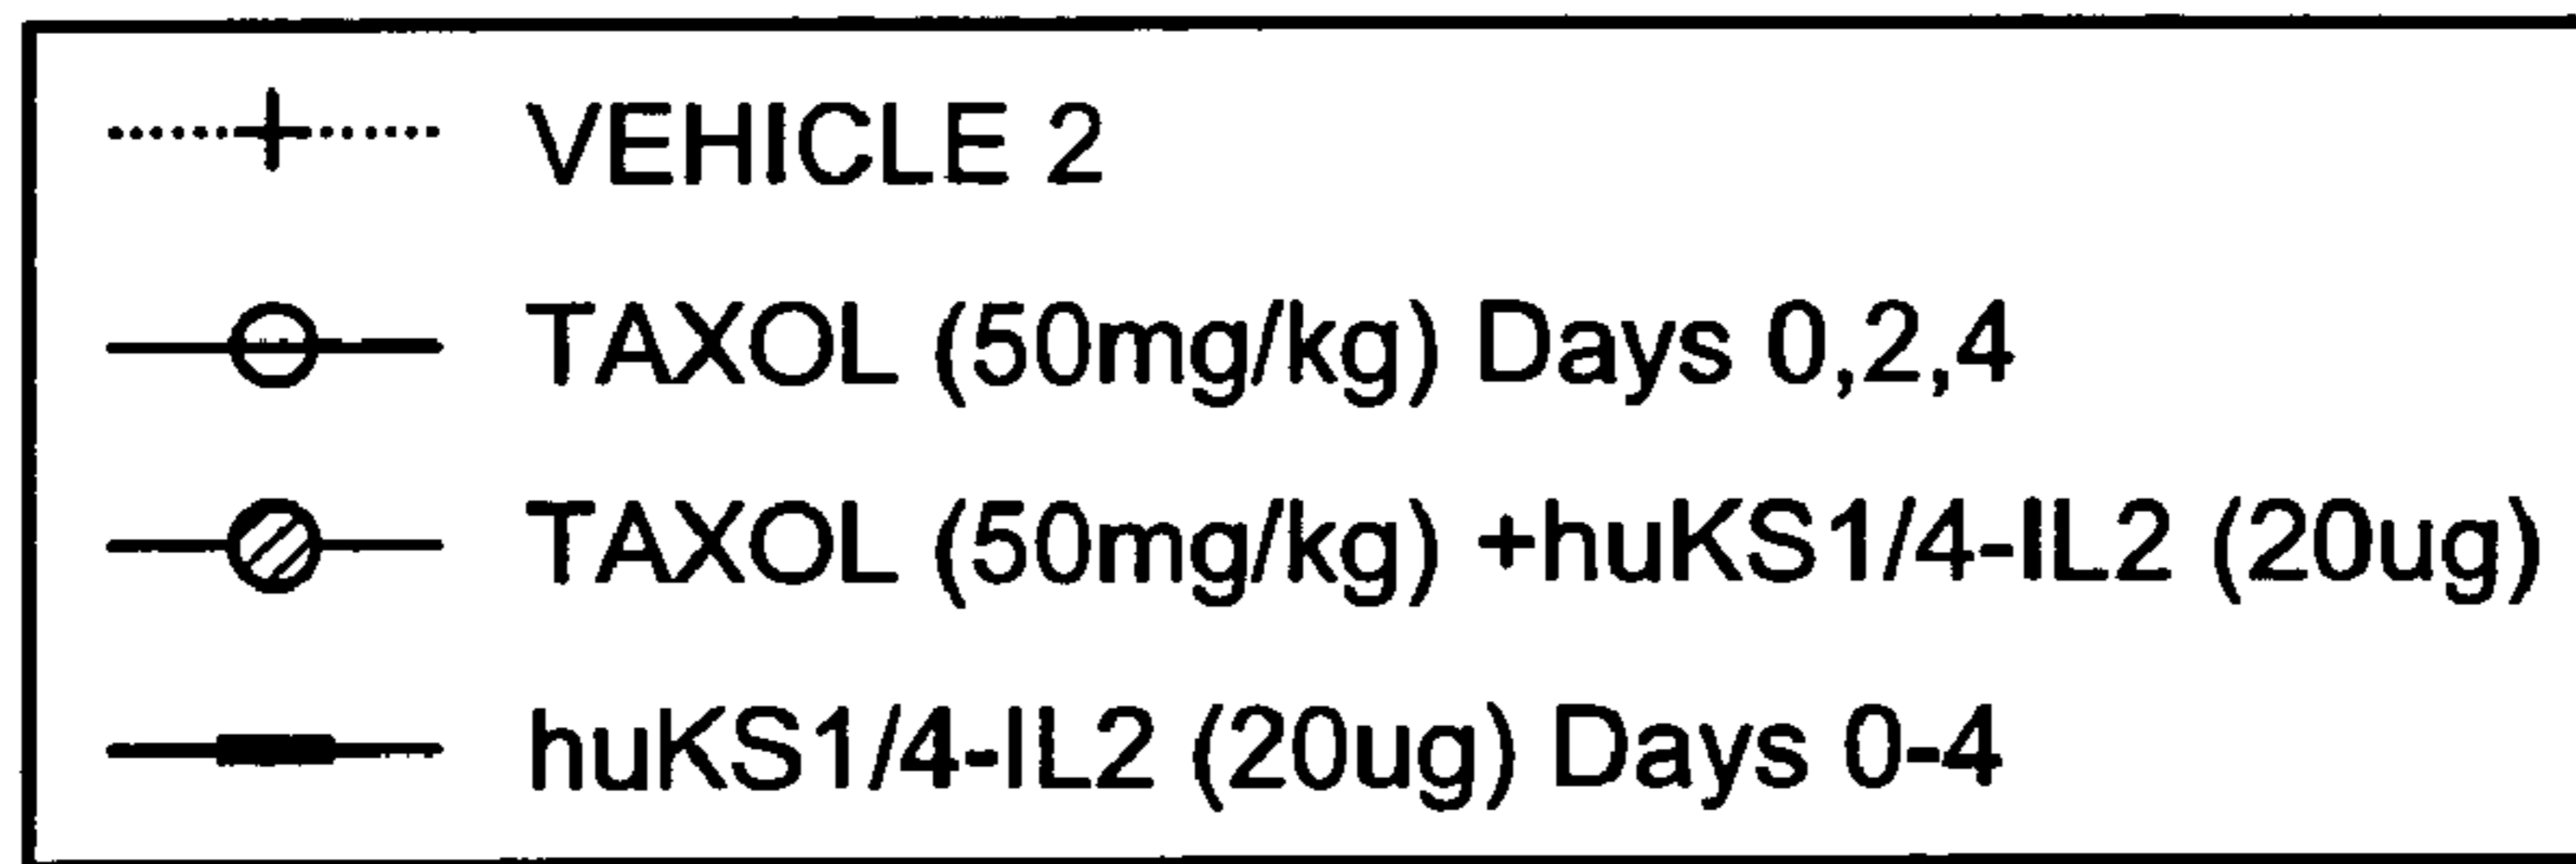 VEHICLE 2
TAXOL (50mg/kg) Days 0,2,4
TAXOL (50mg/kg) +huKS1/4-IL2 (20ug)
huKS1/4-IL2 (20ug) Days 0-4